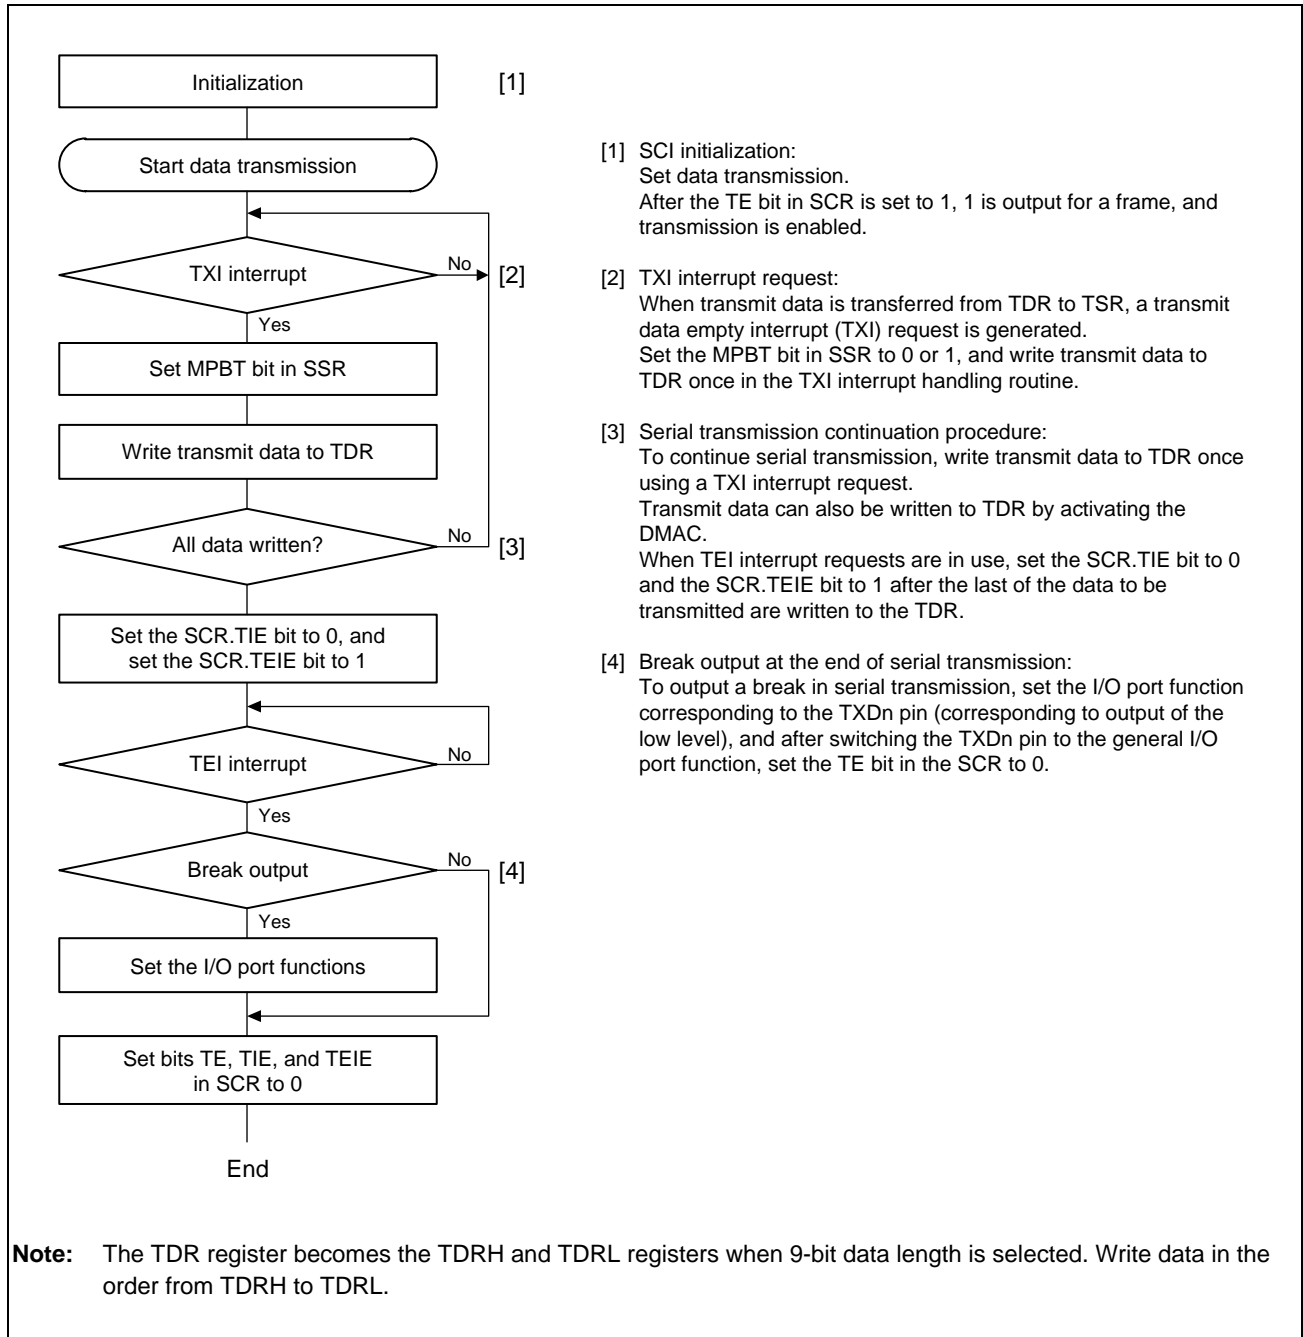 Initialization
[1]
Start data transmission
TXI interrupt
No
[2]
Yes
Set MPBT bit in SSR
Write transmit data to TDR
All data written?
No
[3]
Set the SCR.TIE bit to 0, and
set the SCR.TEIE bit to 1
TEI interrupt
No
Yes
Break output
No
[4]
Yes
Set the I/O port functions
Set bits TE, TIE, and TEIE
in SCR to 0
End
[1] SCI initialization:
Set data transmission.
After the TE bit in SCR is set to 1, 1 is output for a frame, and
transmission is enabled.
[2] TXI interrupt request:
When transmit data is transferred from TDR to TSR, a transmit
data empty interrupt (TXI) request is generated.
Set the MPBT bit in SSR to 0 or 1, and write transmit data to
TDR once in the TXI interrupt handling routine.
[3] Serial transmission continuation procedure:
To continue serial transmission, write transmit data to TDR once
using a TXI interrupt request.
Transmit data can also be written to TDR by activating the
DMAC.
When TEI interrupt requests are in use, set the SCR.TIE bit to 0
and the SCR.TEIE bit to 1 after the last of the data to be
transmitted are written to the TDR.
[4] Break output at the end of serial transmission:
To output a break in serial transmission, set the I/O port function
corresponding to the TXDn pin (corresponding to output of the
low level), and after switching the TXDn pin to the general I/O
port function, set the TE bit in the SCR to 0.
Note: The TDR register becomes the TDRH and TDRL registers when 9-bit data length is selected. Write data in the
order from TDRH to TDRL.